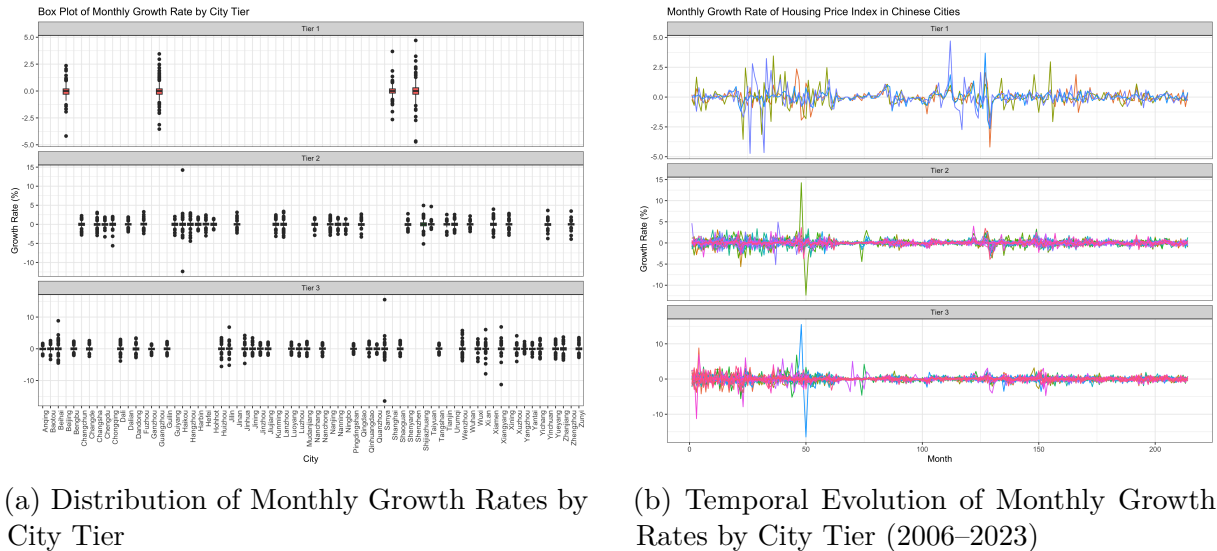 Box Plot of Monthly Growth Rate by City Tier
Tier 1
5.0
2.5
0.0
-2.5
-5.0
Tier 2
15
10
5
0
-5
-10
Tier 3
10
0
-10
Growth Rate (%)
Anqing
Baotou
Beihai
Beijing
Bengbu
Changchun
Changde
Changsha
Chengdu
Chongqing
Dali
Dalian
Dandong
Fuzhou
Ganzhou
Guangzhou
Guilin
Guiyang
Haikou
Hangzhou
Harbin
Hefei
Hohhot
Huizhou
Jilin
Jinan
Jinhua
Jining
Jinzhou
Jiujiang
Kunming
Lanzhou
Luoyang
Luzhou
Mudanjiang
Nanchang
Nanchong
Nanjing
Nanning
Ningbo
Pingdingshan
Qingdao
Qinhuangdao
Quanzhou
Sanya
Shanghai
Shaoguan
Shenyang
Shenzhen
Shijiazhuang
Taiyuan
Tangshan
Tianjin
Urumqi
Wenzhou
Wuhan
Wuxi
Xi.an
Xiamen
Xiangyang
Xining
Xuzhou
Yangzhou
Yantai
Yichang
Yinchuan
Yueyang
Zhanjiang
Zhengzhou
Zunyi
City
(a) Distribution of Monthly Growth Rates by
City Tier
Monthly Growth Rate of Housing Price Index in Chinese Cities
Tier 1
5.0
2.5
0.0
-2.5
-5.0
Tier 2
15
10
5
0
-5
-10
Tier 3
10
0
-10
Growth Rate (%)
0
50
100
150
200
Month
(b) Temporal Evolution of Monthly Growth
Rates by City Tier (2006–2023)